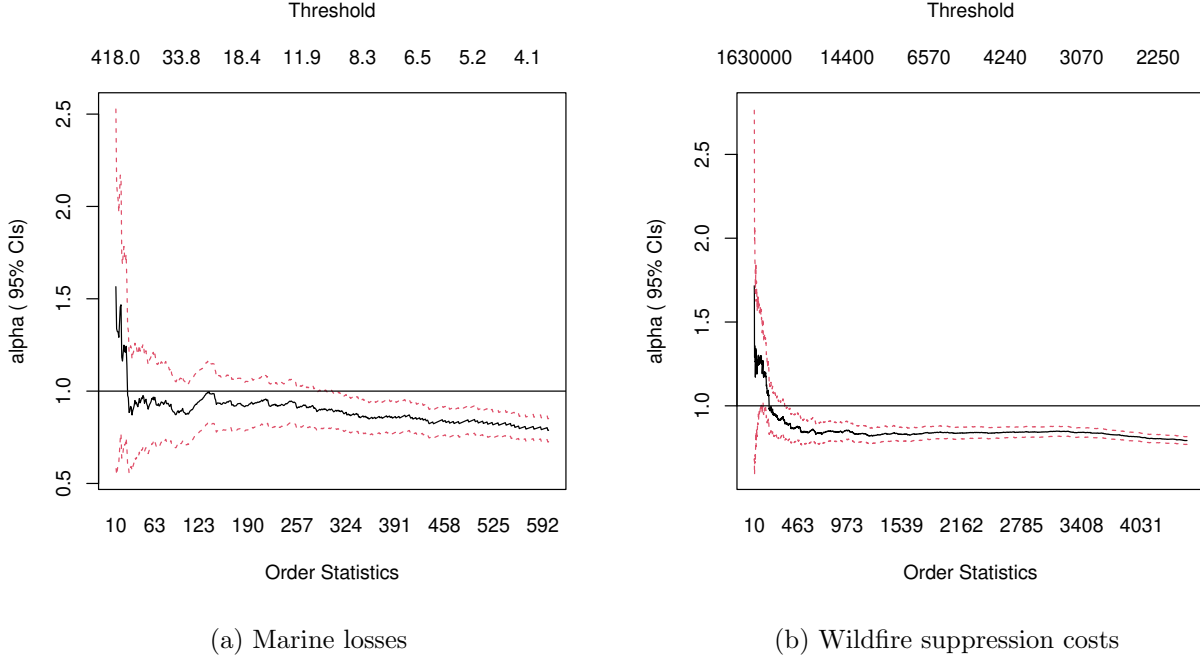 Threshold
418.0 33.8 18.4 11.9 8.3 6.5 5.2 4.1
2.5
2.0
1.5
1.0
0.5
alpha ( 95% CIs)
10 63 123 190 257 324 391 458 525 592
Order Statistics
(a) Marine losses
Threshold
1630000 14400 6570 4240 3070 2250
2.5
2.0
1.5
1.0
alpha ( 95% CIs)
10 463 973 1539 2162 2785 3408 4031
Order Statistics
(b) Wildfire suppression costs